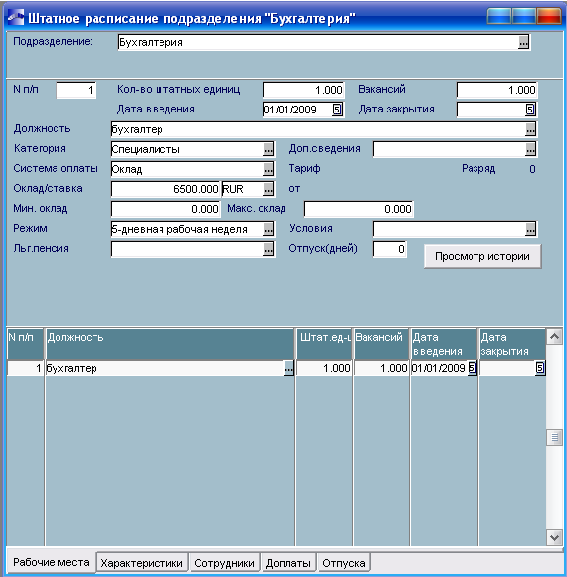 Штатное расписание подразделения "Бухгалтерия"
Подразделение: Бухгалтерия ...
N п/п 1 Кол-во штатных единиц 1.000 Вакансий 1.000
Дата введения 01/01/2009 5 Дата закрытия 5
Должность бухгалтер ...
Категория Специалисты ... Доп.сведения ...
Система оплаты Оклад ... Тариф Разряд 0
Оклад/ставка 6500.000 RUR ... от
Мин. оклад 0.000 Макс. оклад 0.000
Режим 5-дневная рабочая неделя ... Условия ...
Льг.пенсия ... Отпуск(дней) 0 Просмотр истории
N п/п Должность Штат.ед-ц Вакансий Дата введения Дата закрытия
1 бухгалтер ... 1.000 1.000 01/01/2009 5 5
Рабочие места Характеристики Сотрудники Доплаты Отпуска